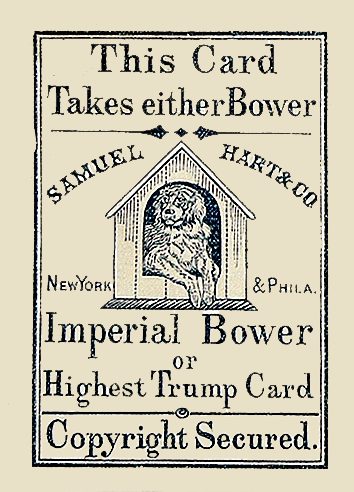 This Card
Takes either Bower
SAMUEL HART & CO
NEW YORK & PHILA.
Imperial Bower
or
Highest Trump Card
Copyright Secured.